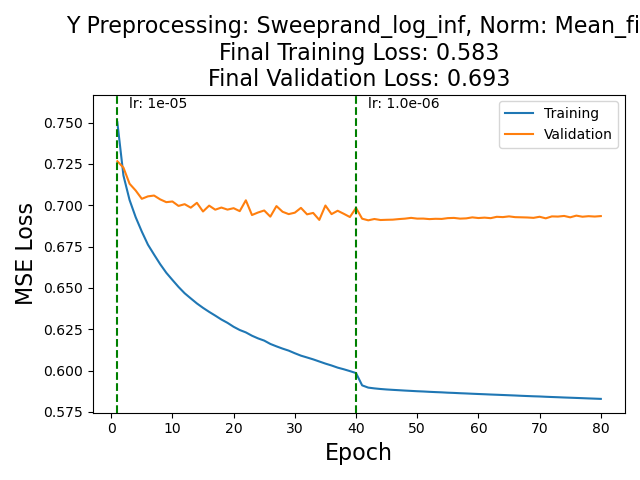 Y Preprocessing: Sweeprand_log_inf, Norm: Mean_fi
Final Training Loss: 0.583
Final Validation Loss: 0.693
lr: 1e-05
lr: 1.0e-06
Training
Validation
0.750
0.725
0.700
0.675
0.650
0.625
0.600
0.575
MSE Loss
0 10 20 30 40 50 60 70 80
Epoch